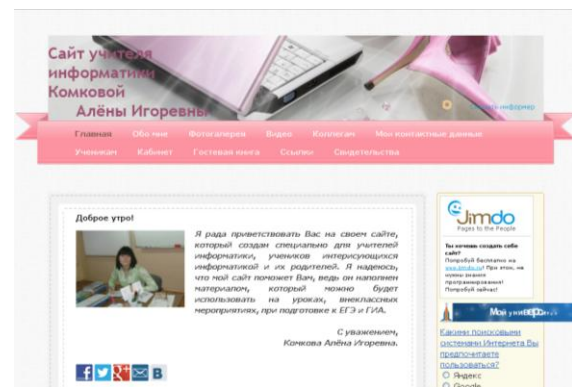 Сайт учителя
информатики
Комковой
Алёны Игоревны
информер
Главная Обо мне Фотогалерея Видео Коллегам Мои контактные данные
Ученикам Кабинет Гостевая книга Ссылки Свидетельства
Доброе утро!
Я рада приветствовать Вас на своем сайте,
который создан специально для учителей
информатики, учеников интерисующихся
информатикой и их родителей. Я надеюсь,
что мой сайт поможет Вам, ведь он наполнен
материалом, который можно будет
использовать на уроках, внеклассных
мероприятиях, при подготовке к ЕГЭ и ГИА.
С уважением,
Комкова Алёна Игоревна.
Jimdo
Pages to the People
Ты хочешь создать себе
сайт?
Попробуй бесплатно на
www.jimdo.ru! При этом, не
нужны знания
программирования!
Попробуй сейчас!
Мой универ
Какими поисковыми
системами Интернета Вы
предпочитаете
пользоваться?
Яндекс
Google